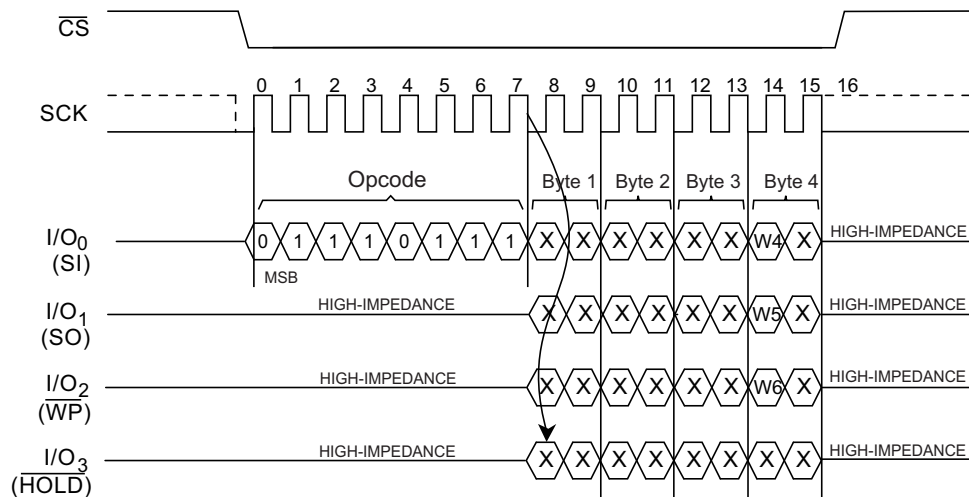 CS
0 1 2 3 4 5 6 7 8 9 10 11 12 13 14 15 16
SCK
Opcode Byte 1 Byte 2 Byte 3 Byte 4
I/O0 (SI) 0 1 1 1 0 1 1 1 X X X X X X W4 X HIGH-IMPEDANCE
MSB
I/O1 (SO) HIGH-IMPEDANCE X X X X X X W5 X HIGH-IMPEDANCE
I/O2 (WP) HIGH-IMPEDANCE X X X X X X W6 X HIGH-IMPEDANCE
I/O3 (HOLD) HIGH-IMPEDANCE X X X X X X X X HIGH-IMPEDANCE